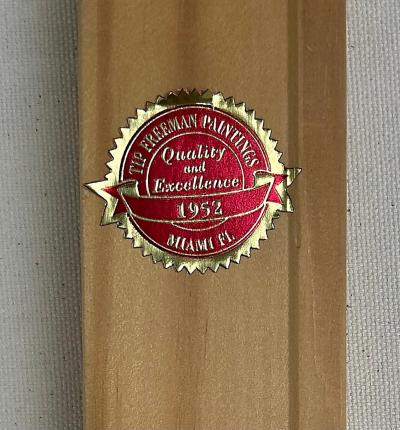 TIP FREEMAN PAINTINGS
Quality
and
Excellence
1952
MIAMI FL